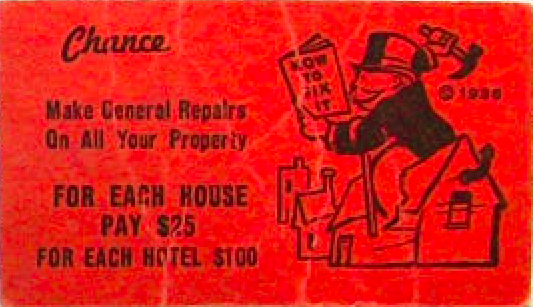 Chance
HOW
TO
FIX
IT
© 1936
Make General Repairs
On All Your Property
FOR EACH HOUSE
PAY $25
FOR EACH HOTEL $100